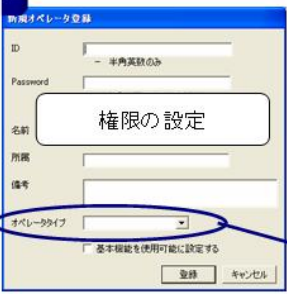 新規オペレータ登録
ID
- 半角英数のみ
Password
権限の設定
名前
所属
備考
オペレータタイプ
基本機能を使用可能に設定する
登録 キャンセル